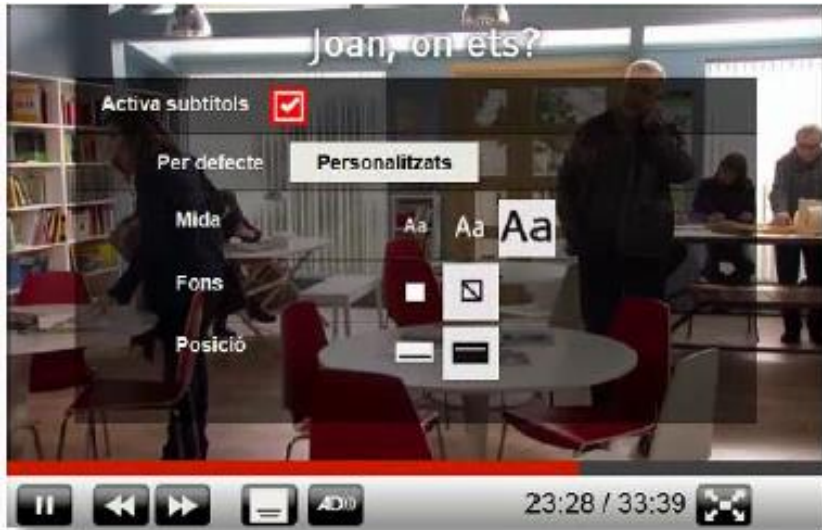 Joan, on ets?
Activa subtítols
Per defecte Personalitzats
Mida Aa Aa Aa
Fons
Posició
AD)))
23:28 / 33:39